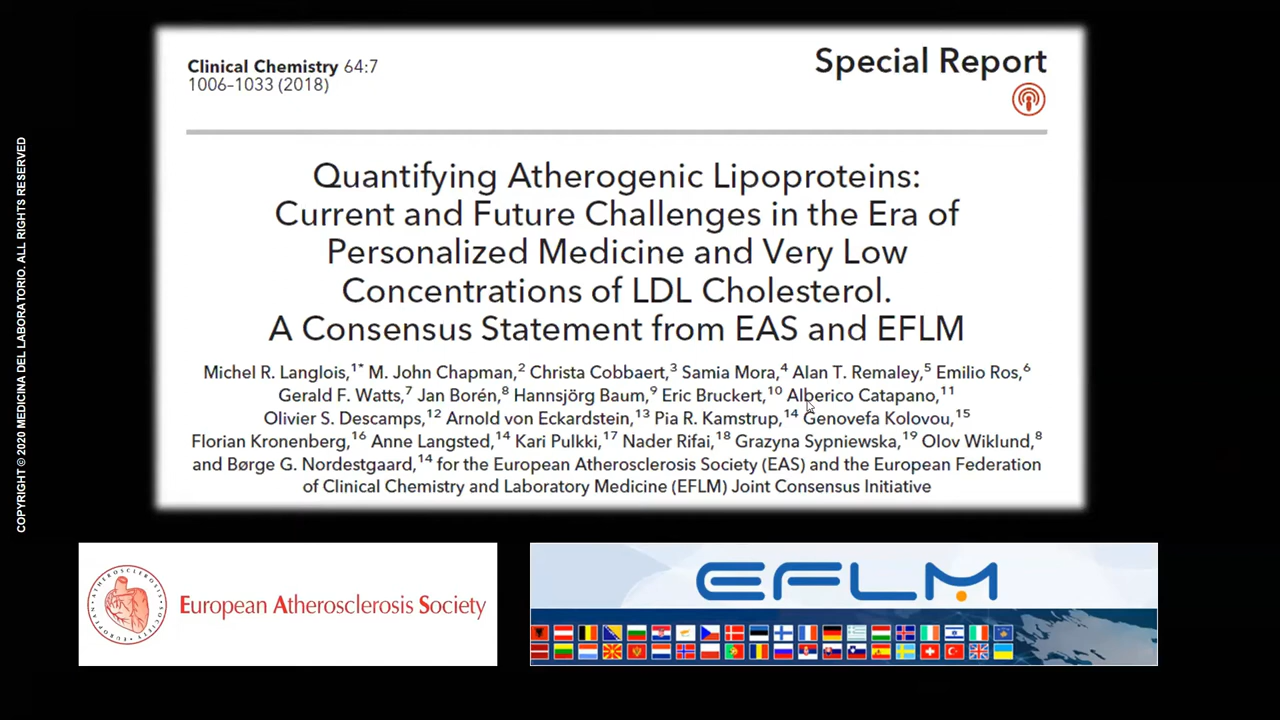 Clinical Chemistry 64:7
1006–1033 (2018)
Special Report
Quantifying Atherogenic Lipoproteins:
Current and Future Challenges in the Era of
Personalized Medicine and Very Low
Concentrations of LDL Cholesterol.
A Consensus Statement from EAS and EFLM
Michel R. Langlois,1* M. John Chapman,2 Christa Cobbaert,3 Samia Mora,4 Alan T. Remaley,5 Emilio Ros,6
Gerald F. Watts,7 Jan Borén,8 Hannsjörg Baum,9 Eric Bruckert,10 Alberico Catapano,11
Olivier S. Descamps,12 Arnold von Eckardstein,13 Pia R. Kamstrup,14 Genovefa Kolovou,15
Florian Kronenberg,16 Anne Langsted,14 Kari Pulkki,17 Nader Rifai,18 Grazyna Sypniewska,19 Olov Wiklund,8
and Børge G. Nordestgaard,14 for the European Atherosclerosis Society (EAS) and the European Federation
of Clinical Chemistry and Laboratory Medicine (EFLM) Joint Consensus Initiative
COPYRIGHT © 2020 MEDICINA DEL LABORATORIO. ALL RIGHTS RESERVED
European Atherosclerosis Society
EFLM